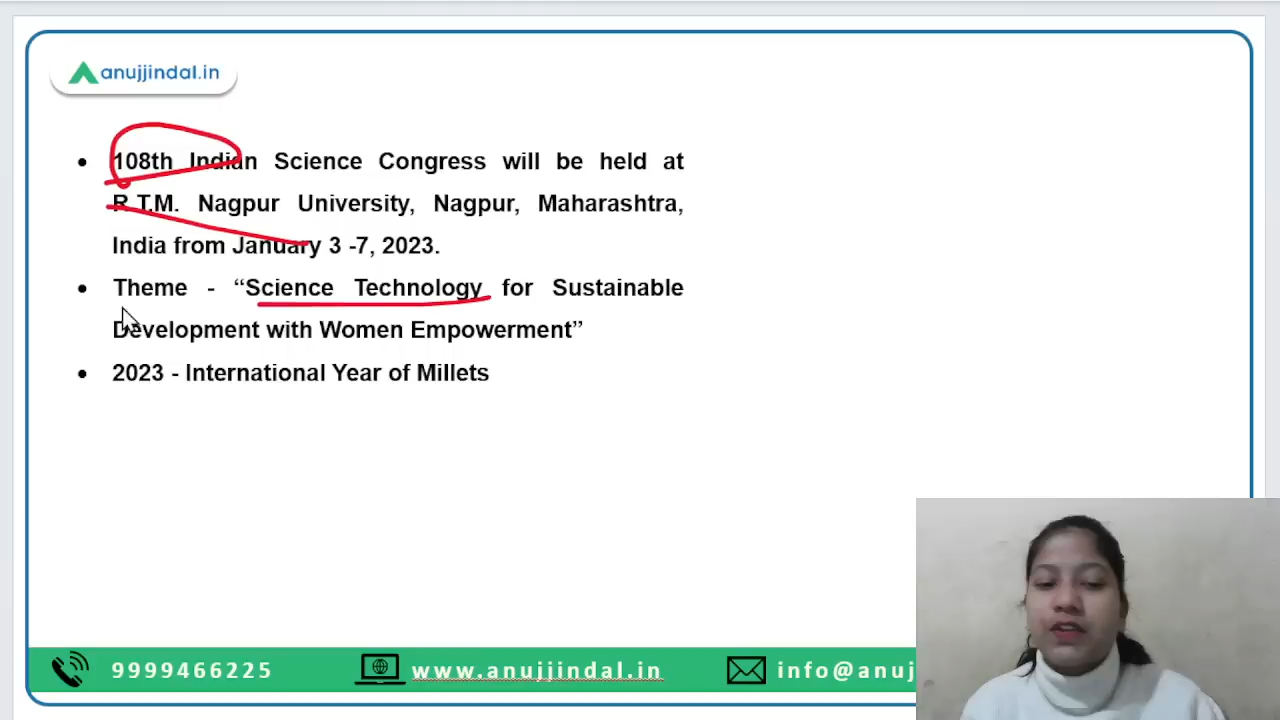 anujjindal.in
• 108th Indian Science Congress will be held at
R.T.M. Nagpur University, Nagpur, Maharashtra,
India from January 3 -7, 2023.
• Theme - “Science Technology for Sustainable
Development with Women Empowerment”
• 2023 - International Year of Millets
9999466225 www.anujjindal.in info@anuj